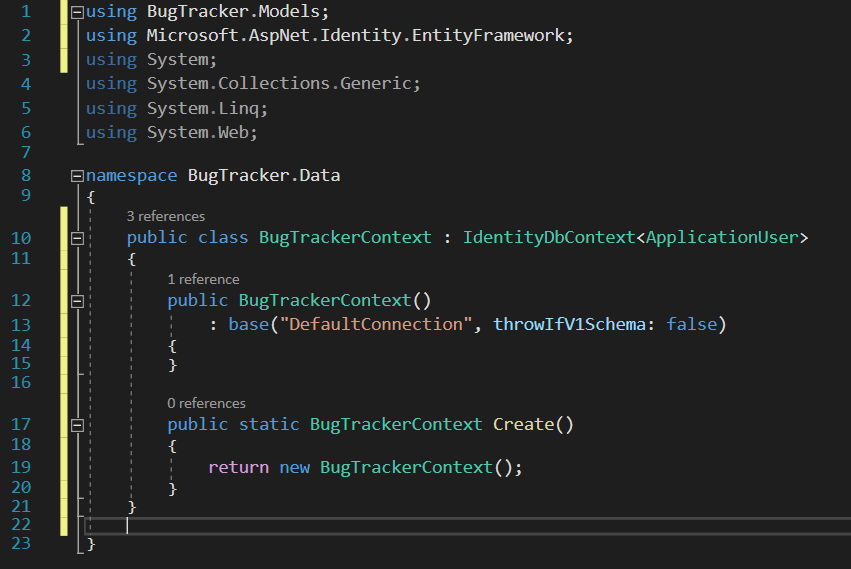 1 using BugTracker.Models;
2 using Microsoft.AspNet.Identity.EntityFramework;
3 using System;
4 using System.Collections.Generic;
5 using System.Linq;
6 using System.Web;
7
8 namespace BugTracker.Data
9 {
3 references
10 public class BugTrackerContext : IdentityDbContext<ApplicationUser>
11 {
1 reference
12 public BugTrackerContext()
13 : base("DefaultConnection", throwIfV1Schema: false)
14 {
15 }
16
0 references
17 public static BugTrackerContext Create()
18 {
19 return new BugTrackerContext();
20 }
21 }
22
23 }